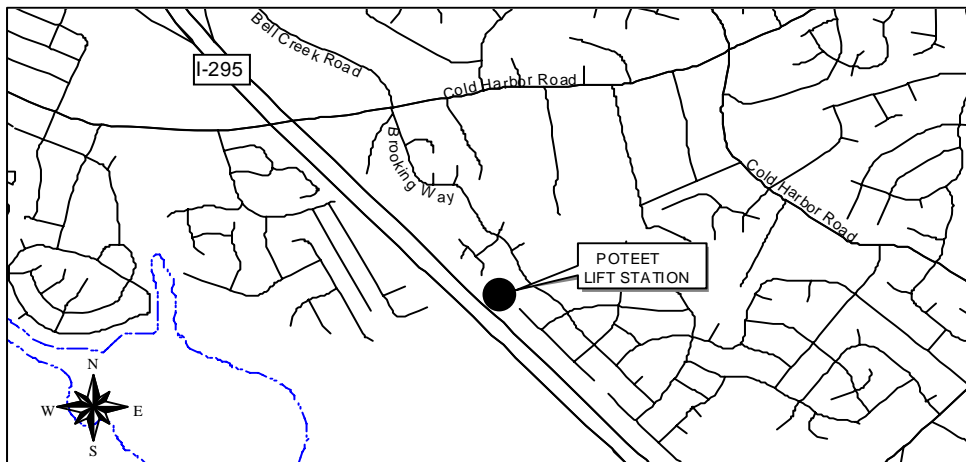 Bell Creek Road
I-295
Cold Harbor Road
Brooking Way
Cold Harbor Road
POTEET
LIFT STATION
N
W E
S